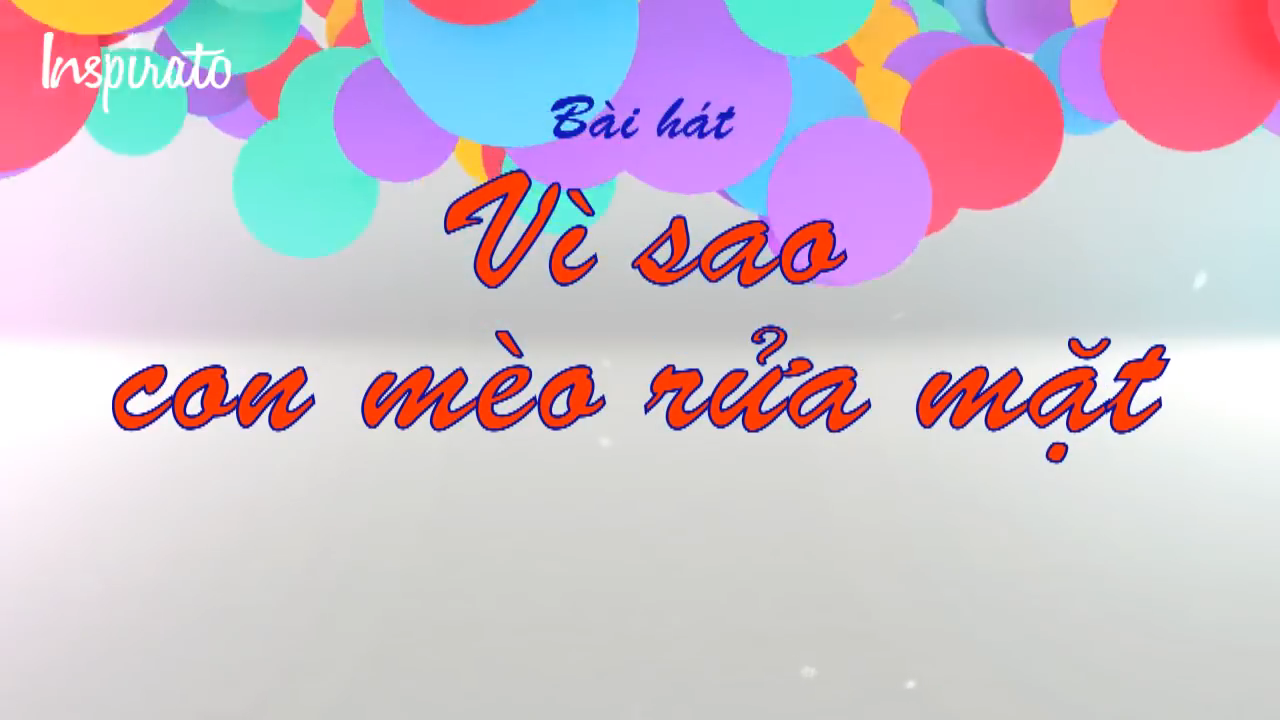 Inspirato
Bài hát
Vì sao
con mèo rửa mặt